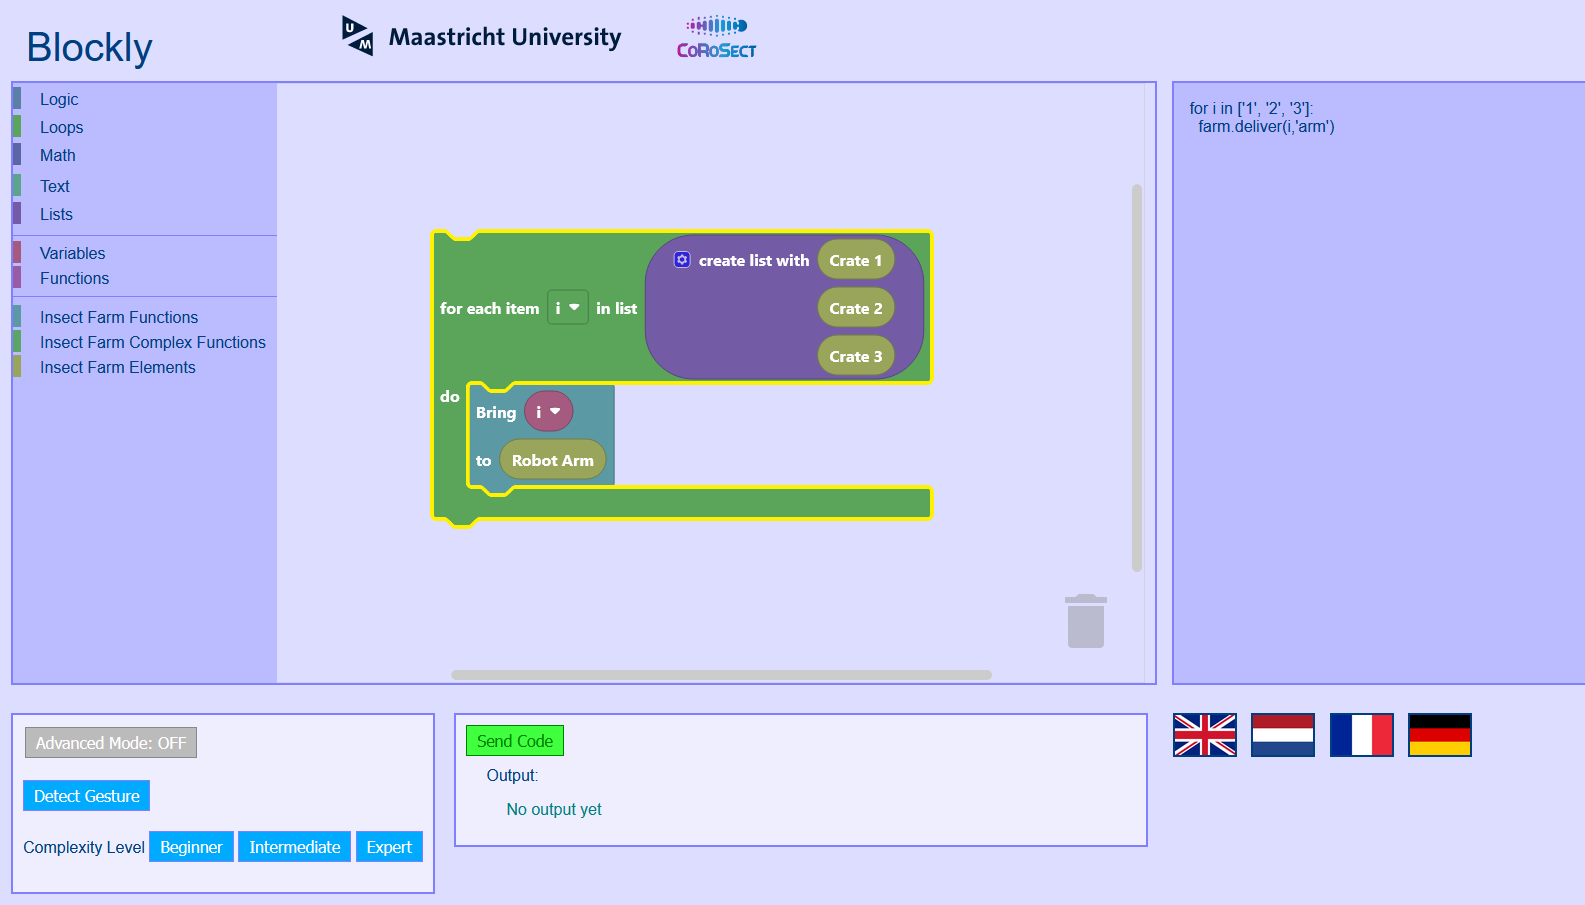 Blockly
U
M
Maastricht University
CoRoSect
Logic
Loops
Math
Text
Lists
Variables
Functions
Insect Farm Functions
Insect Farm Complex Functions
Insect Farm Elements
for each item i in list
create list with Crate 1
Crate 2
Crate 3
do
Bring i
to Robot Arm
for i in ['1', '2', '3']:
farm.deliver(i,'arm')
Advanced Mode: OFF
Detect Gesture
Complexity Level Beginner Intermediate Expert
Send Code
Output:
No output yet